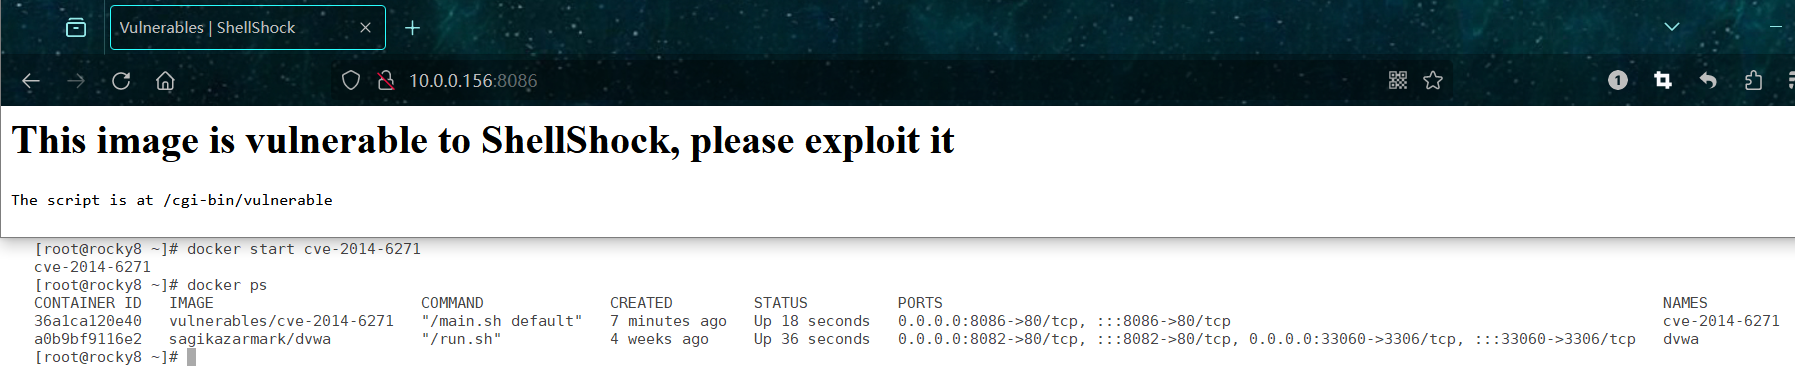 Vulnerables | ShellShock
10.0.0.156:8086
1
This image is vulnerable to ShellShock, please exploit it
The script is at /cgi-bin/vulnerable
[root@rocky8 ~]# docker start cve-2014-6271
cve-2014-6271
[root@rocky8 ~]# docker ps
CONTAINER ID   IMAGE                       COMMAND              CREATED         STATUS          PORTS                                                                                NAMES
36a1ca120e40   vulnerables/cve-2014-6271   "/main.sh default"   7 minutes ago   Up 18 seconds   0.0.0.0:8086->80/tcp, :::8086->80/tcp                                                cve-2014-6271
a0b9bf9116e2   sagikazarmark/dvwa          "/run.sh"            4 weeks ago     Up 36 seconds   0.0.0.0:8082->80/tcp, :::8082->80/tcp, 0.0.0.0:33060->3306/tcp, :::33060->3306/tcp   dvwa
[root@rocky8 ~]#